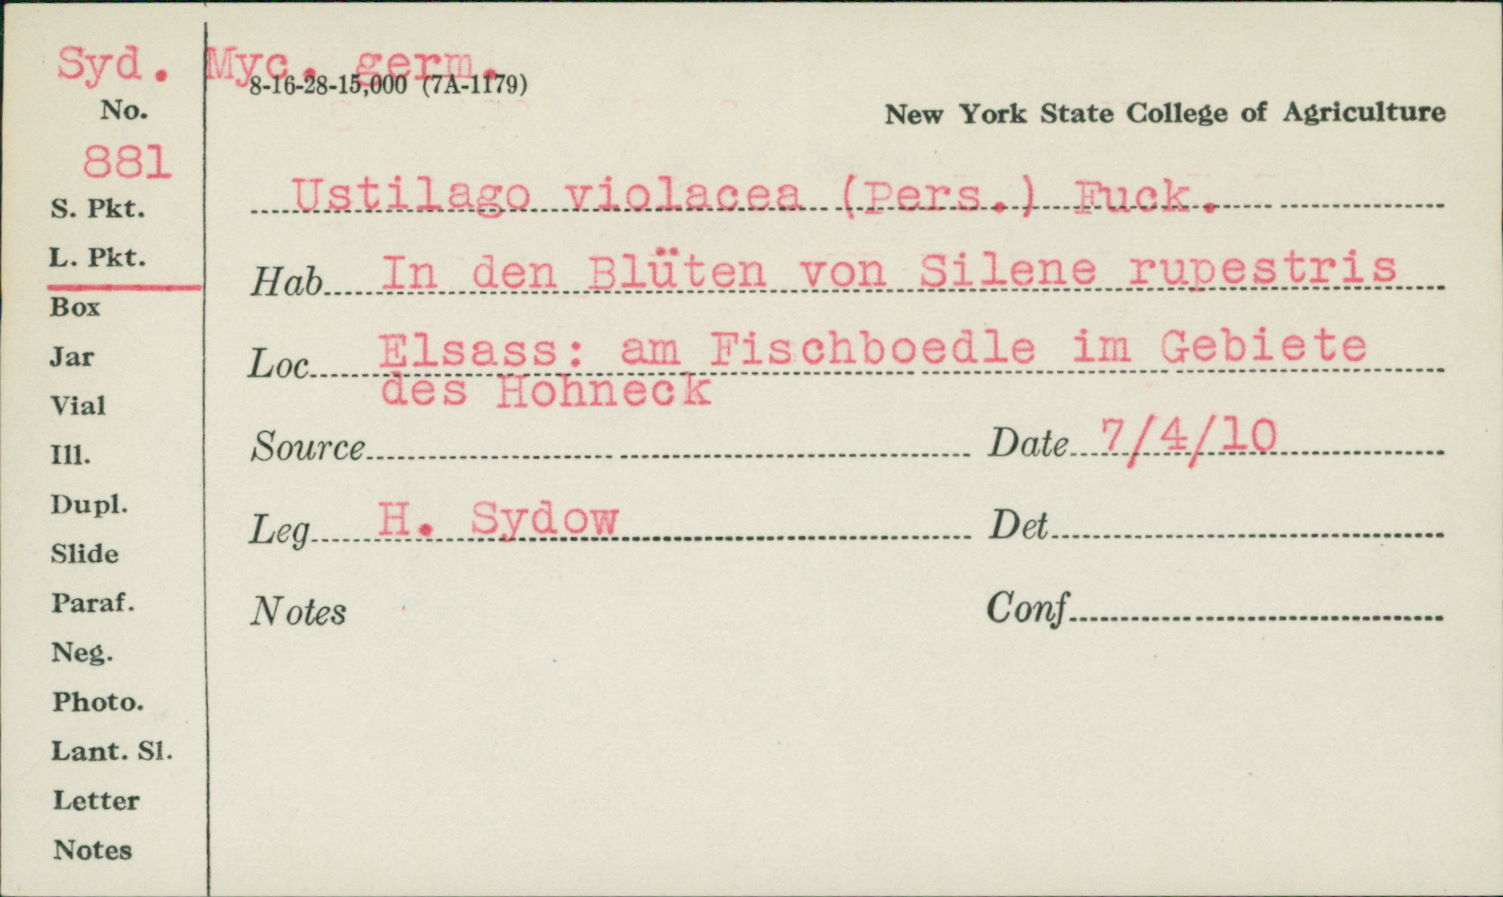 Syd. Myc. germ.
8-16-28-15,000 (7A-1179)
No.
New York State College of Agriculture
881
Ustilago violacea (Pers.) Fuck.
S. Pkt.
L. Pkt.
Hab In den Blüten von Silene rupestris
Box
Loc Elsass: am Fischboedle im Gebiete
Jar
des Hohneck
Vial
Source Date 7/4/10
Ill.
Dupl.
Leg H. Sydow Det
Slide
Paraf.
Notes Conf
Neg.
Photo.
Lant. Sl.
Letter
Notes